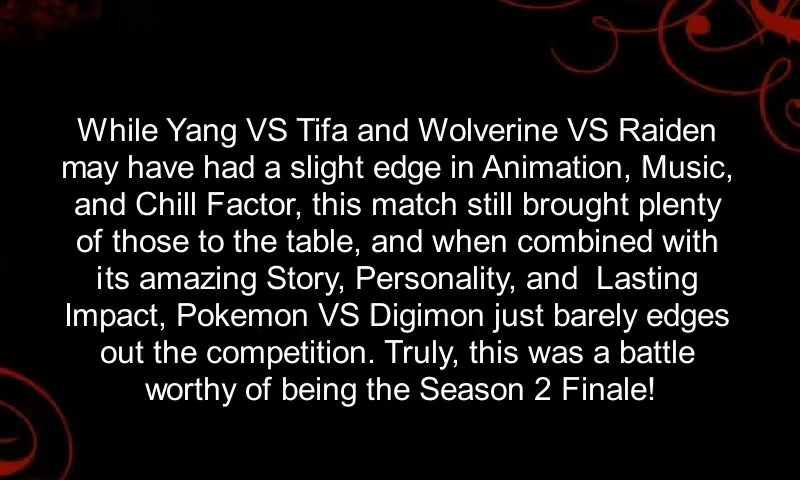 While Yang VS Tifa and Wolverine VS Raiden
may have had a slight edge in Animation, Music,
and Chill Factor, this match still brought plenty
of those to the table, and when combined with
its amazing Story, Personality, and  Lasting
Impact, Pokemon VS Digimon just barely edges
out the competition. Truly, this was a battle
worthy of being the Season 2 Finale!